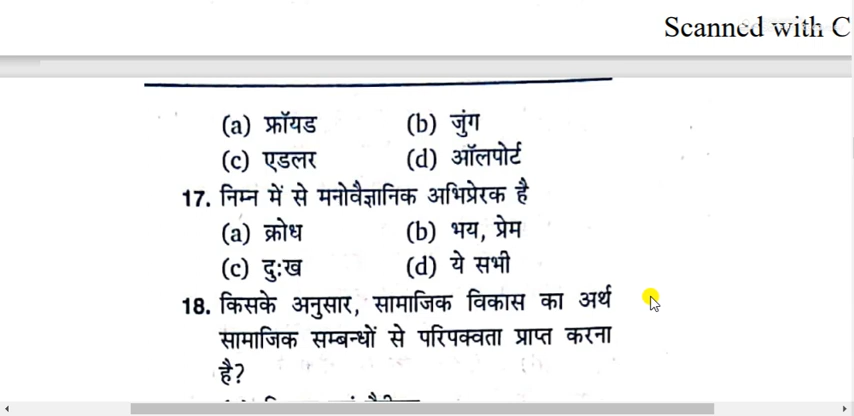 Scanned with C
(a) फ्रॉयड (b) जुंग
(c) एडलर (d) ऑलपोर्ट
17. निम्न में से मनोवैज्ञानिक अभिप्रेरक है
(a) क्रोध (b) भय, प्रेम
(c) दुःख (d) ये सभी
18. किसके अनुसार, सामाजिक विकास का अर्थ
सामाजिक सम्बन्धों से परिपक्वता प्राप्त करना
है?